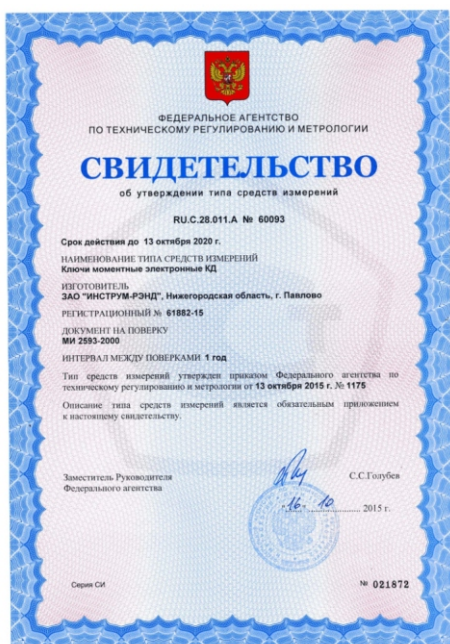 ФЕДЕРАЛЬНОЕ АГЕНТСТВО
ПО ТЕХНИЧЕСКОМУ РЕГУЛИРОВАНИЮ И МЕТРОЛОГИИ
СВИДЕТЕЛЬСТВО
об утверждении типа средств измерений
RU.C.28.011.A № 60093
Срок действия до 13 октября 2020 г.
НАИМЕНОВАНИЕ ТИПА СРЕДСТВ ИЗМЕРЕНИЙ
Ключи моментные электронные КД
ИЗГОТОВИТЕЛЬ
ЗАО "ИНСТРУМ-РЭНД", Нижегородская область, г. Павлово
РЕГИСТРАЦИОННЫЙ № 61882-15
ДОКУМЕНТ НА ПОВЕРКУ
МИ 2593-2000
ИНТЕРВАЛ МЕЖДУ ПОВЕРКАМИ 1 год
Тип средств измерений утвержден приказом Федерального агентства по
техническому регулированию и метрологии от 13 октября 2015 г. № 1175
Описание типа средств измерений является обязательным приложением
к настоящему свидетельству.
Заместитель Руководителя
Федерального агентства
С.С.Голубев
16. 10 2015 г.
Серия СИ
№ 021872